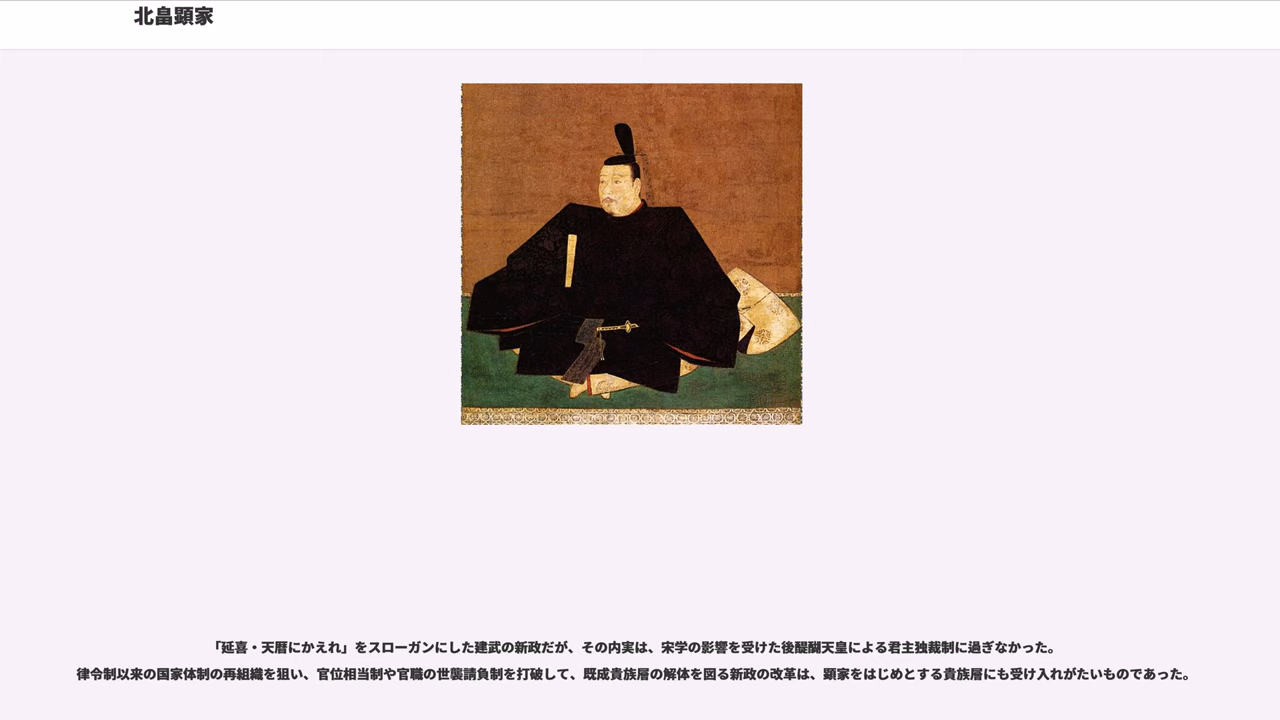 北畠顕家
「延喜・天暦にかえれ」をスローガンにした建武の新政だが、その内実は、宋学の影響を受けた後醍醐天皇による君主独裁制に過ぎなかった。
律令制以来の国家体制の再組織を狙い、官位相当制や官職の世襲請負制を打破して、既成貴族層の解体を図る新政の改革は、顕家をはじめとする貴族層にも受け入れがたいものであった。